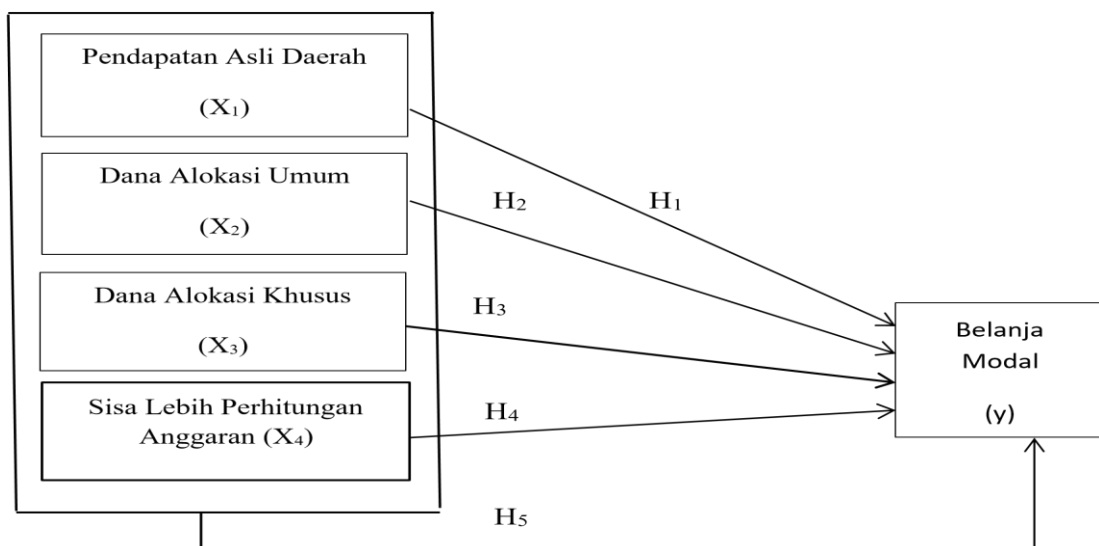 Pendapatan Asli Daerah
(X₁)
Dana Alokasi Umum
(X₂)
Dana Alokasi Khusus
(X₃)
Sisa Lebih Perhitungan
Anggaran (X₄)
H₂
H₁
H₃
H₄
H₅
Belanja
Modal
(y)